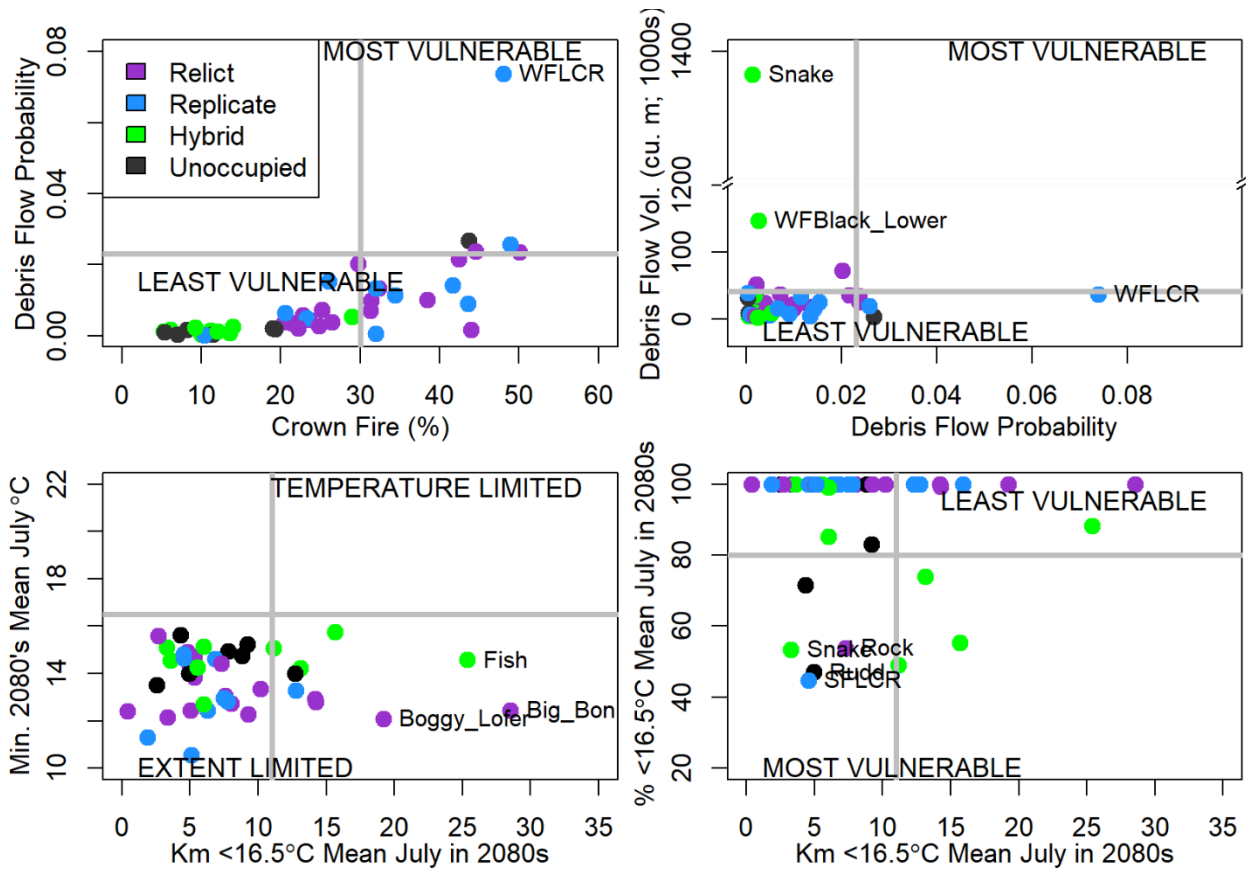 MOST VULNERABLE
WFLCR
Relict
Replicate
Hybrid
Unoccupied
LEAST VULNERABLE
Debris Flow Probability
0.08
0.04
0.00
0 10 20 30 40 50 60
Crown Fire (%)
MOST VULNERABLE
Snake
WFBlack_Lower
WFLCR
LEAST VULNERABLE
Debris Flow Vol. (cu. m; 1000s)
1400
1200
100
0
0.00 0.02 0.04 0.06 0.08
Debris Flow Probability
TEMPERATURE LIMITED
Fish
Boggy_Lofer
Big_Bon
EXTENT LIMITED
Min. 2080's Mean July°C
22
18
14
10
0 5 10 15 20 25 30 35
Km <16.5°C Mean July in 2080s
LEAST VULNERABLE
Snake
Rock
Rudd
SFLCR
MOST VULNERABLE
% <16.5°C Mean July in 2080s
100
80
60
40
20
0 5 10 15 20 25 30 35
Km <16.5°C Mean July in 2080s